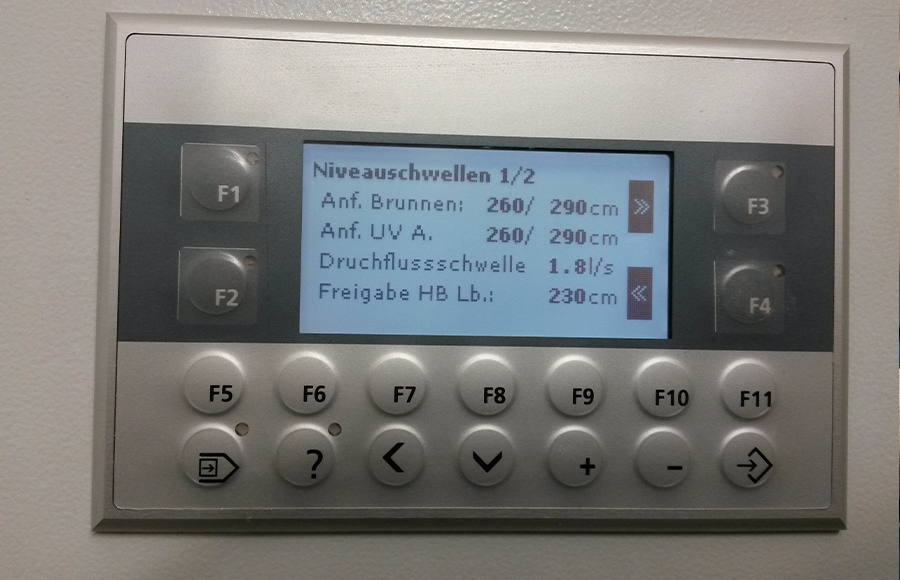 Niveauschwellen 1/2
Anf. Brunnen: 260/ 290cm »
Anf. UV A. 260/ 290cm
Druchflussschwelle 1.8l/s
Freigabe HB Lb.: 230cm «
F1
F3
F2
F4
F5 F6 F7 F8 F9 F10 F11
? < + -